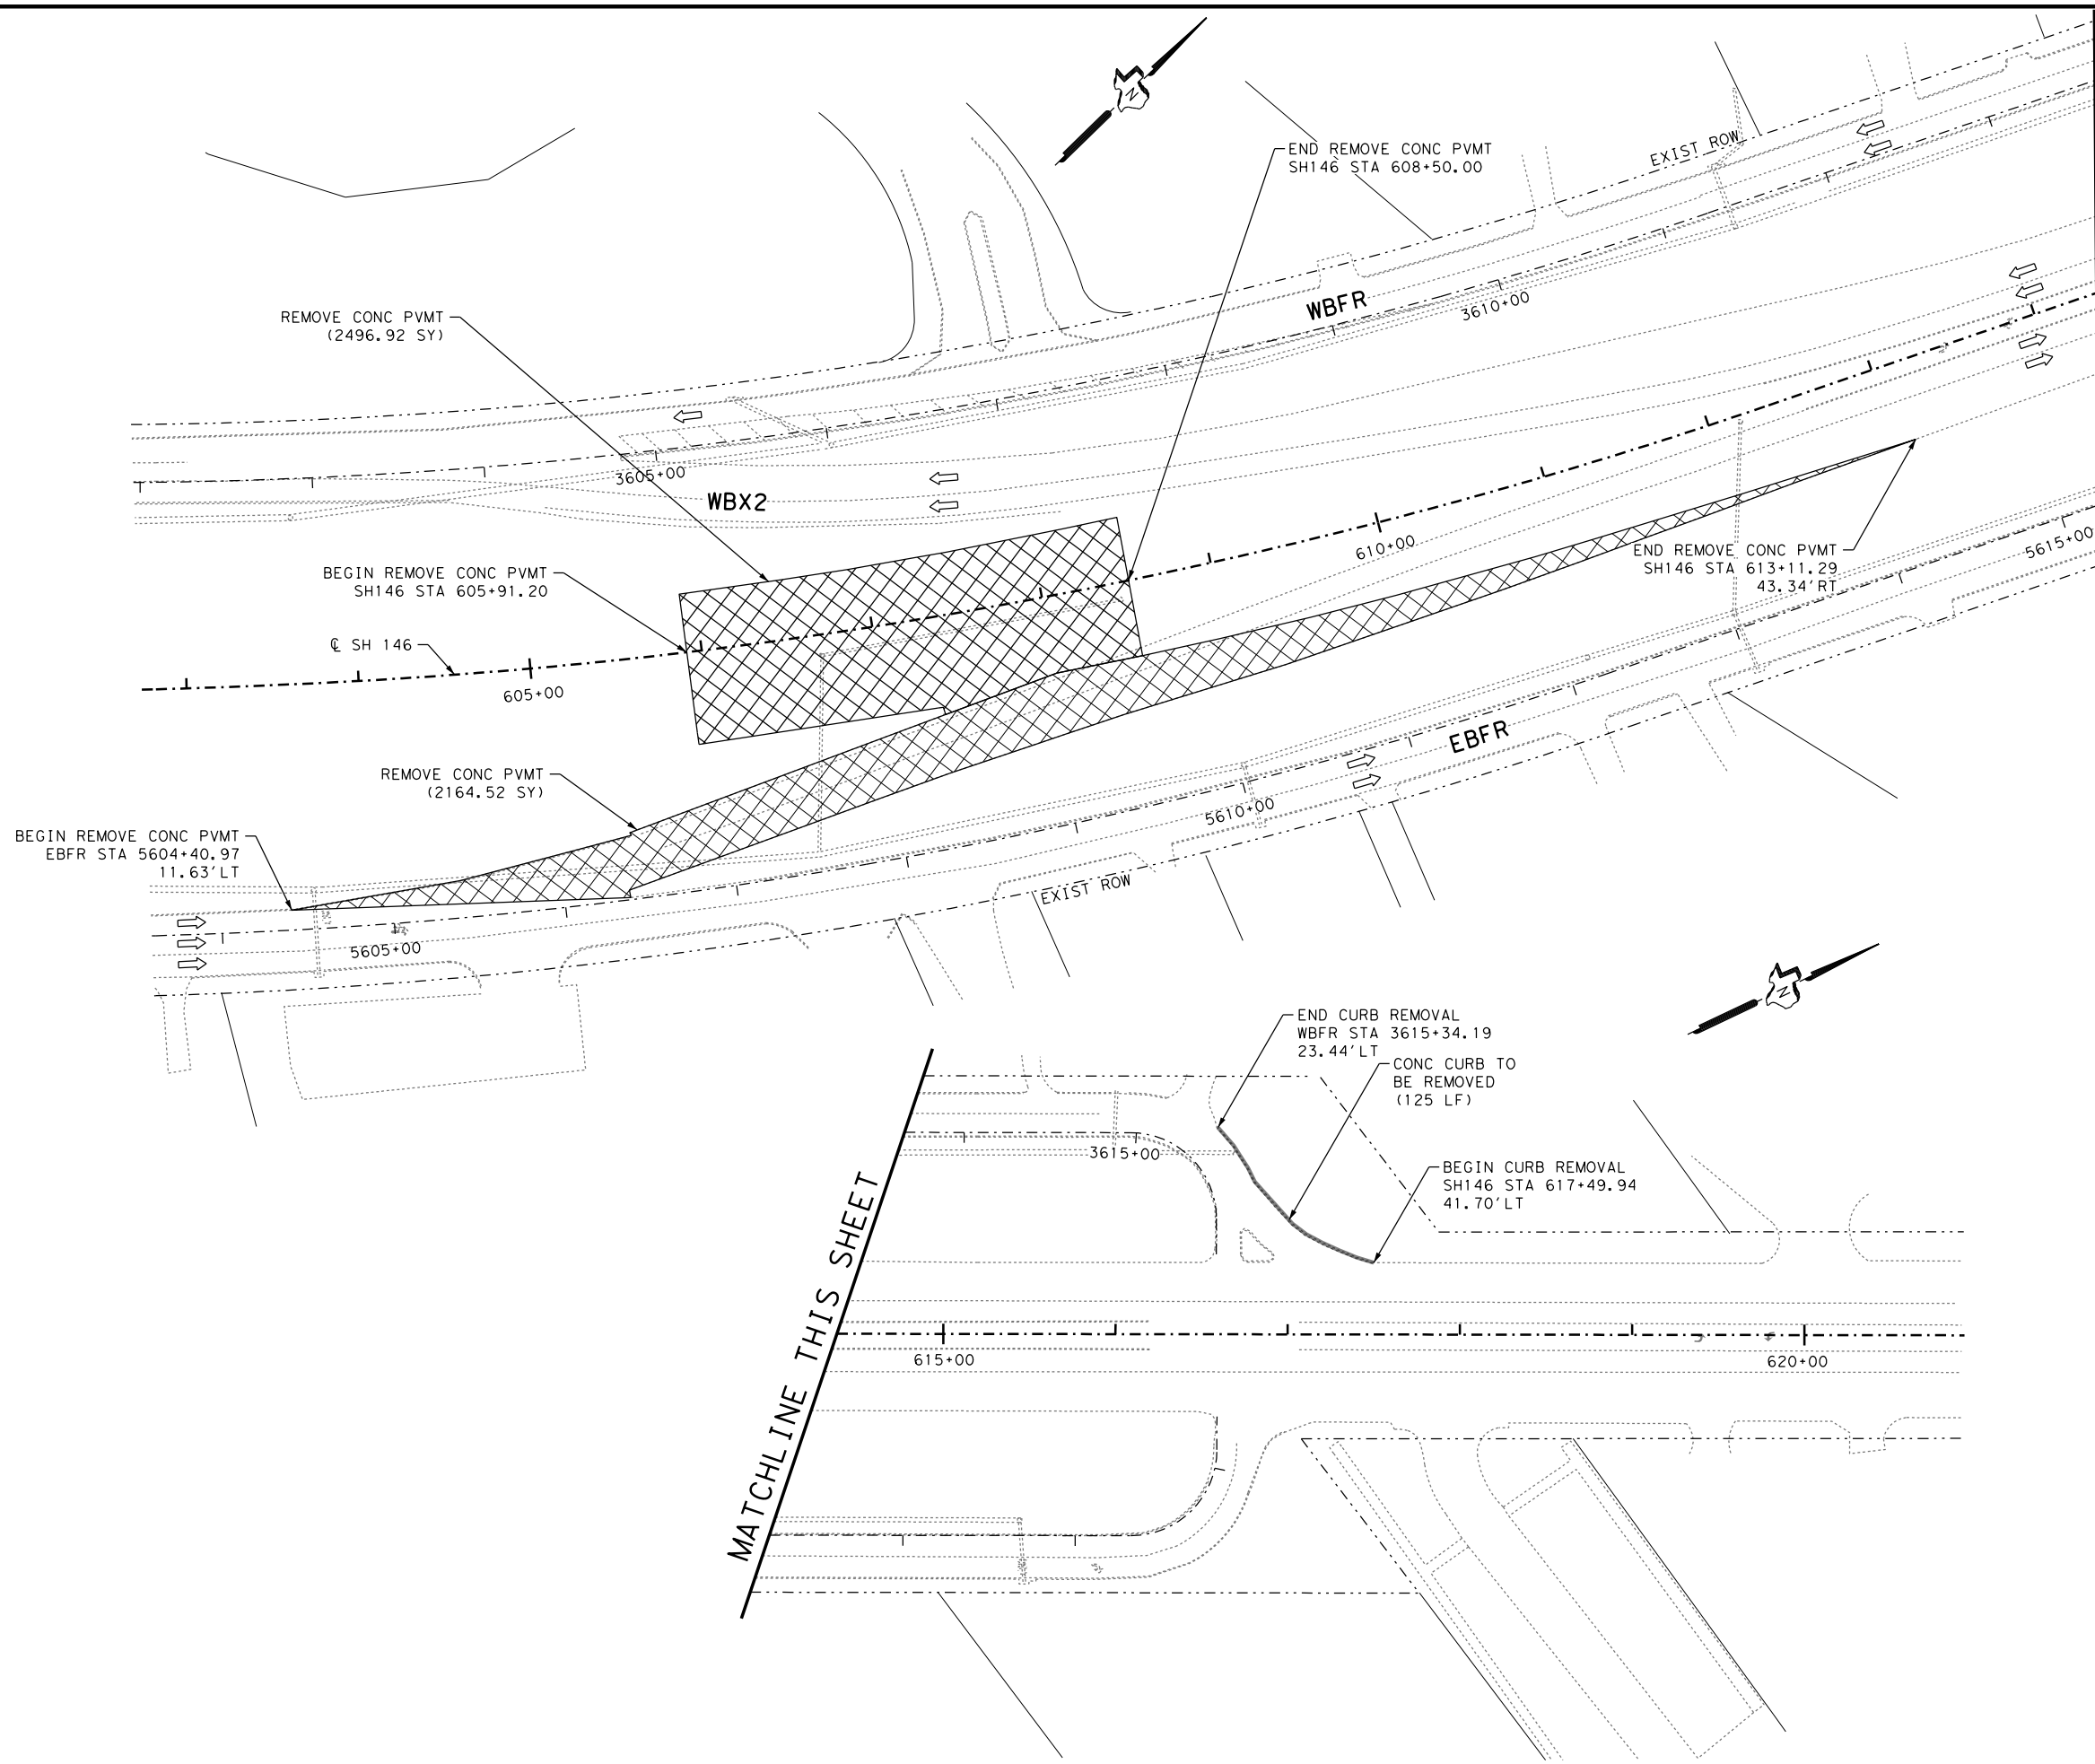 N
END REMOVE CONC PVMT
SH146 STA 608+50.00
EXIST ROW
REMOVE CONC PVMT
(2496.92 SY)
WBFR
3610+00
3605+00
WBX2
610+00
END REMOVE CONC PVMT
SH146 STA 613+11.29
43.34'RT
5615+00
BEGIN REMOVE CONC PVMT
SH146 STA 605+91.20
℄ SH 146
605+00
EBFR
REMOVE CONC PVMT
(2164.52 SY)
5610+00
BEGIN REMOVE CONC PVMT
EBFR STA 5604+40.97
11.63'LT
EXIST ROW
5605+00
N
END CURB REMOVAL
WBFR STA 3615+34.19
23.44'LT
CONC CURB TO
BE REMOVED
(125 LF)
3615+00
BEGIN CURB REMOVAL
SH146 STA 617+49.94
41.70'LT
MATCHLINE THIS SHEET
615+00
620+00